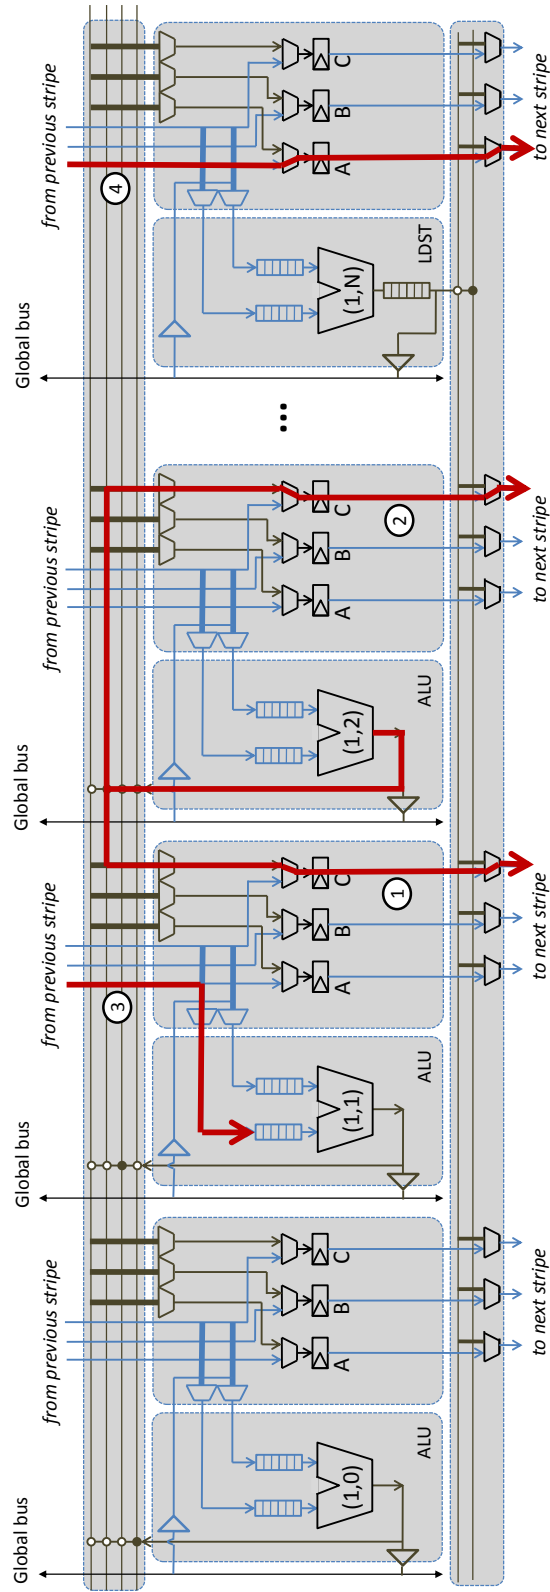 Global bus
from previous stripe
A
B
C
(1,0)
ALU
to next stripe
Global bus
from previous stripe
3
A
B
C
(1,1)
1
ALU
to next stripe
Global bus
from previous stripe
A
B
C
(1,2)
2
ALU
to next stripe
...
Global bus
from previous stripe
4
A
B
C
(1,N)
LDST
to next stripe